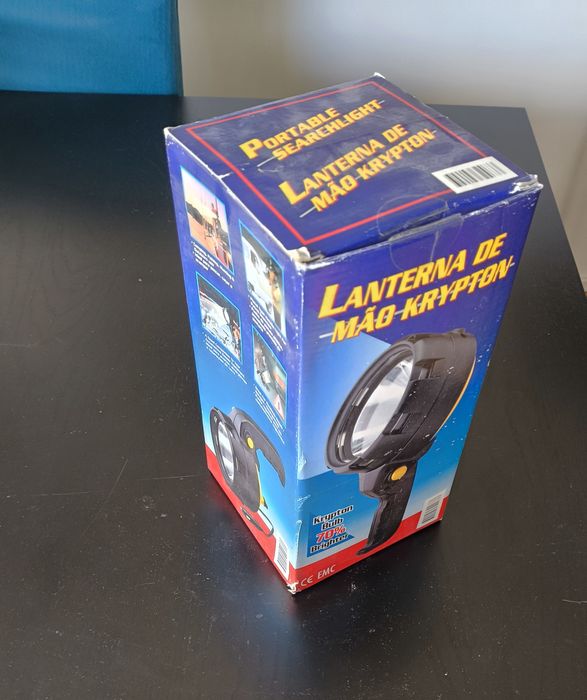 PORTABLE
SEARCHLIGHT
LANTERNA DE
MÃO KRYPTON
LANTERNA DE
MÃO KRYPTON
Krypton
Bulb
70%
Brighter
CE EMC